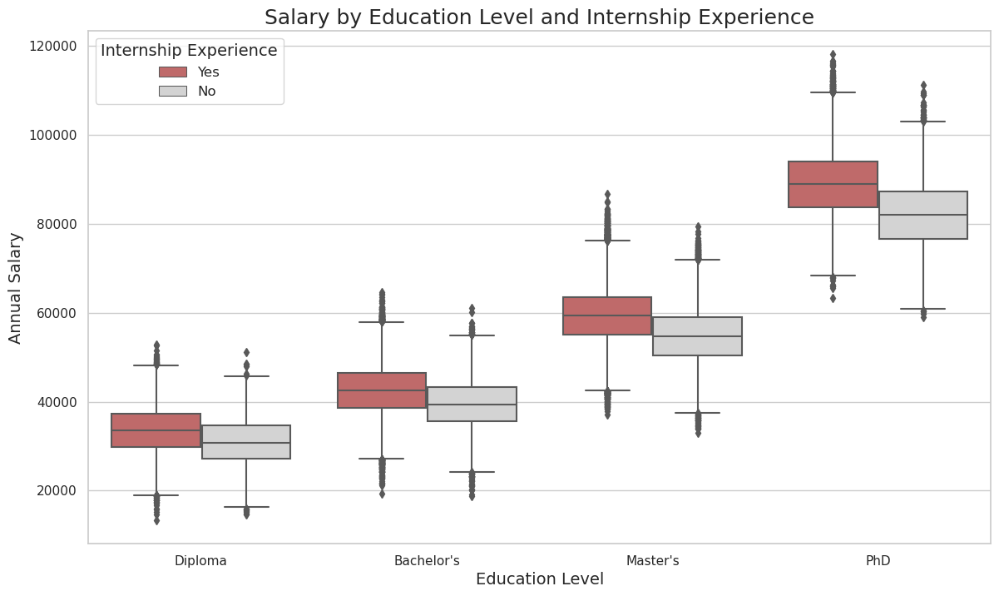 Salary by Education Level and Internship Experience
Internship Experience
Yes
No
Annual Salary
120000
100000
80000
60000
40000
20000
Diploma
Bachelor's
Master's
PhD
Education Level